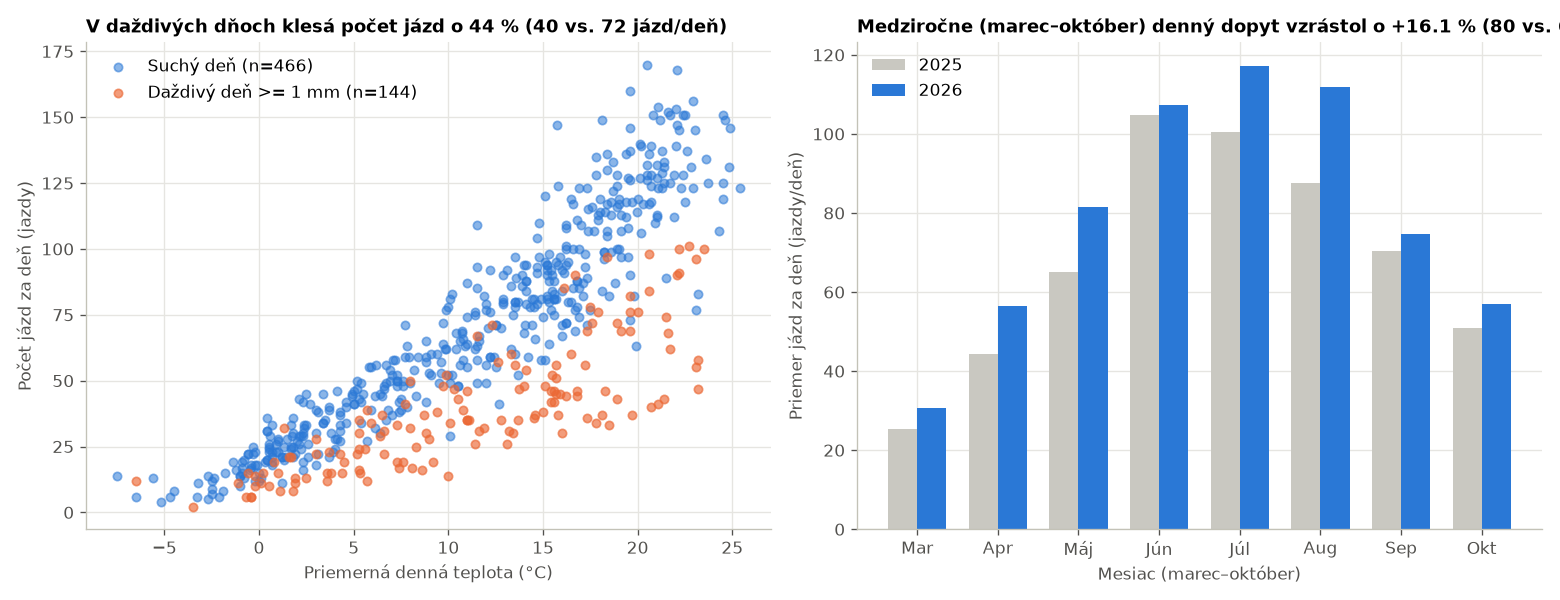 V daždivých dňoch klesá počet jázd o 44 % (40 vs. 72 jázd/deň)
175
150
125
100
75
50
25
0
Počet jázd za deň (jazdy)
Suchý deň (n=466)
Daždivý deň >= 1 mm (n=144)
−5
0
5
10
15
20
25
Priemerná denná teplota (°C)
Medziročne (marec–október) denný dopyt vzrástol o +16.1 % (80 vs.
120
100
80
60
40
20
0
Priemer jázd za deň (jazdy/deň)
2025
2026
Mar
Apr
Máj
Jún
Júl
Aug
Sep
Okt
Mesiac (marec–október)